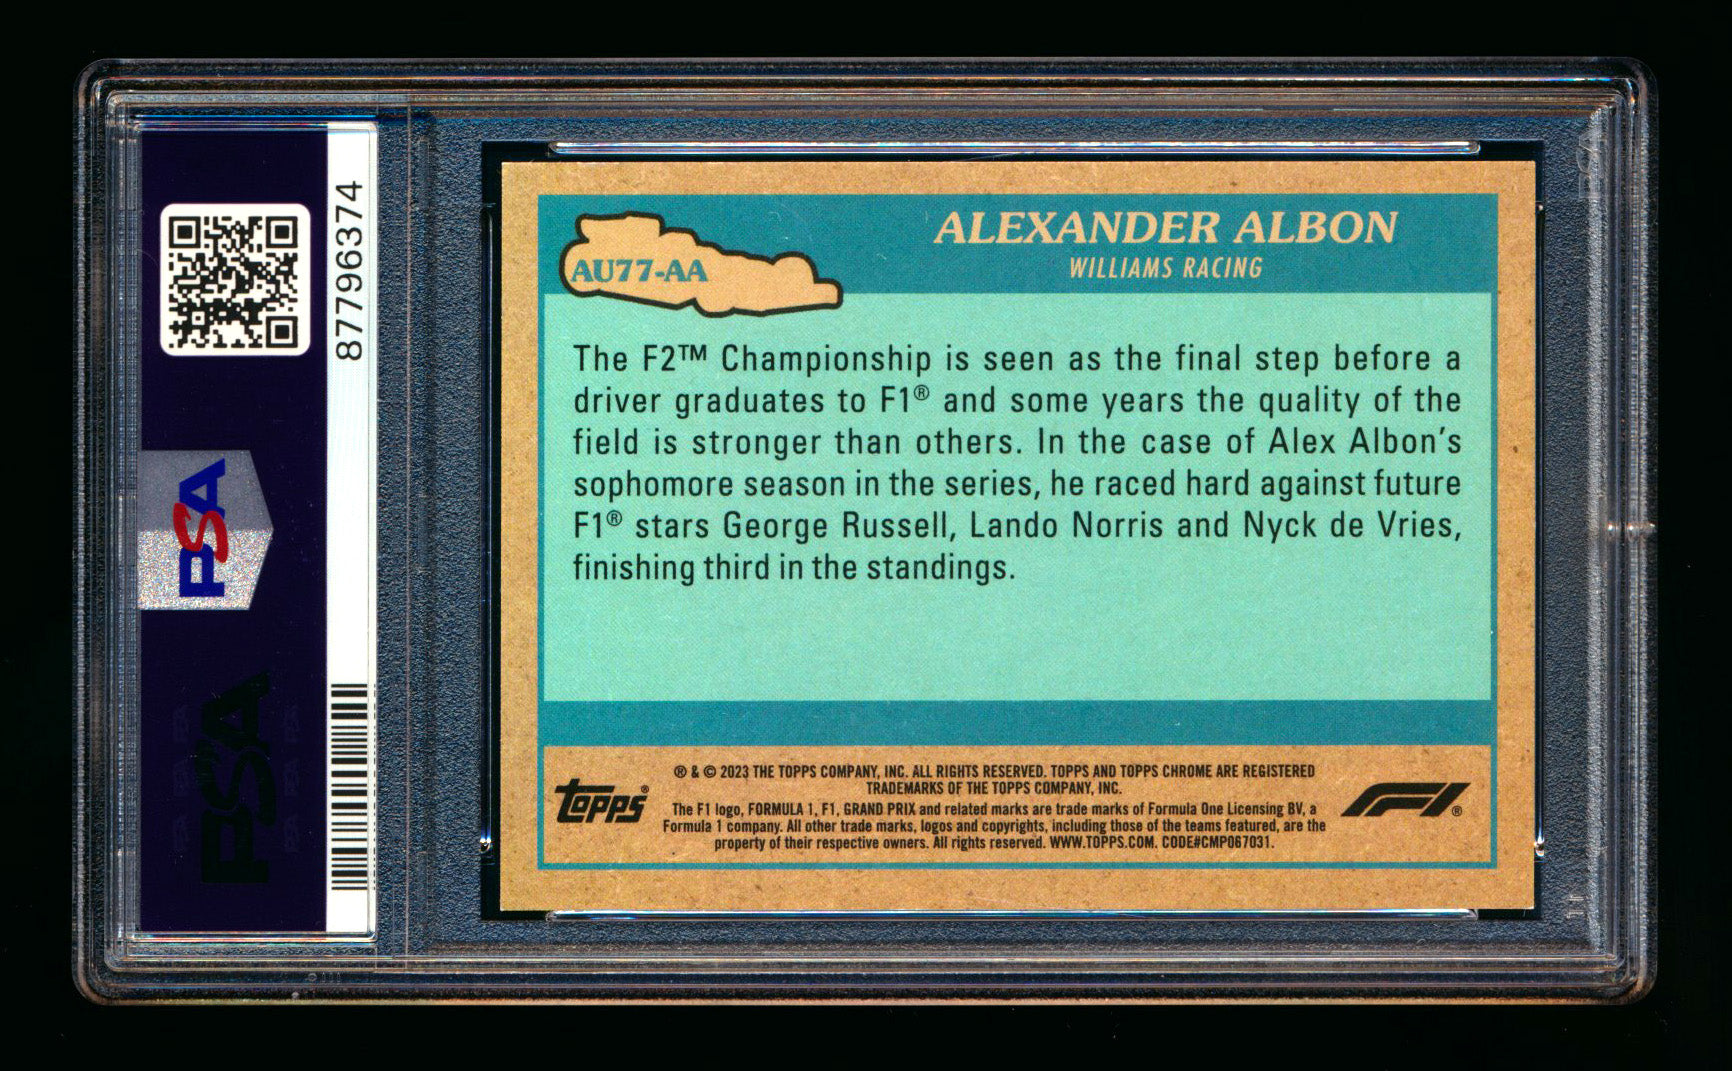 87796374
PSA
PSA
AU77-AA
ALEXANDER ALBON
WILLIAMS RACING
The F2™ Championship is seen as the final step before a
driver graduates to F1® and some years the quality of the
field is stronger than others. In the case of Alex Albon's
sophomore season in the series, he raced hard against future
F1® stars George Russell, Lando Norris and Nyck de Vries,
finishing third in the standings.
Topps®
® & © 2023 THE TOPPS COMPANY, INC. ALL RIGHTS RESERVED. TOPPS AND TOPPS CHROME ARE REGISTERED
TRADEMARKS OF THE TOPPS COMPANY, INC.
The F1 logo, FORMULA 1, F1, GRAND PRIX and related marks are trade marks of Formula One Licensing BV, a
Formula 1 company. All other trade marks, logos and copyrights, including those of the teams featured, are the
property of their respective owners. All rights reserved. WWW.TOPPS.COM. CODE#CMP067031.
F1®